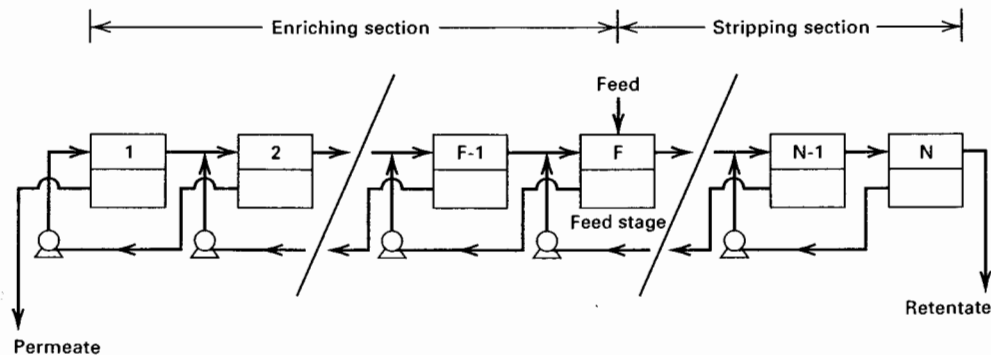 Enriching section
Stripping section
Feed
1
2
F-1
F
N-1
N
Feed stage
Retentate
Permeate